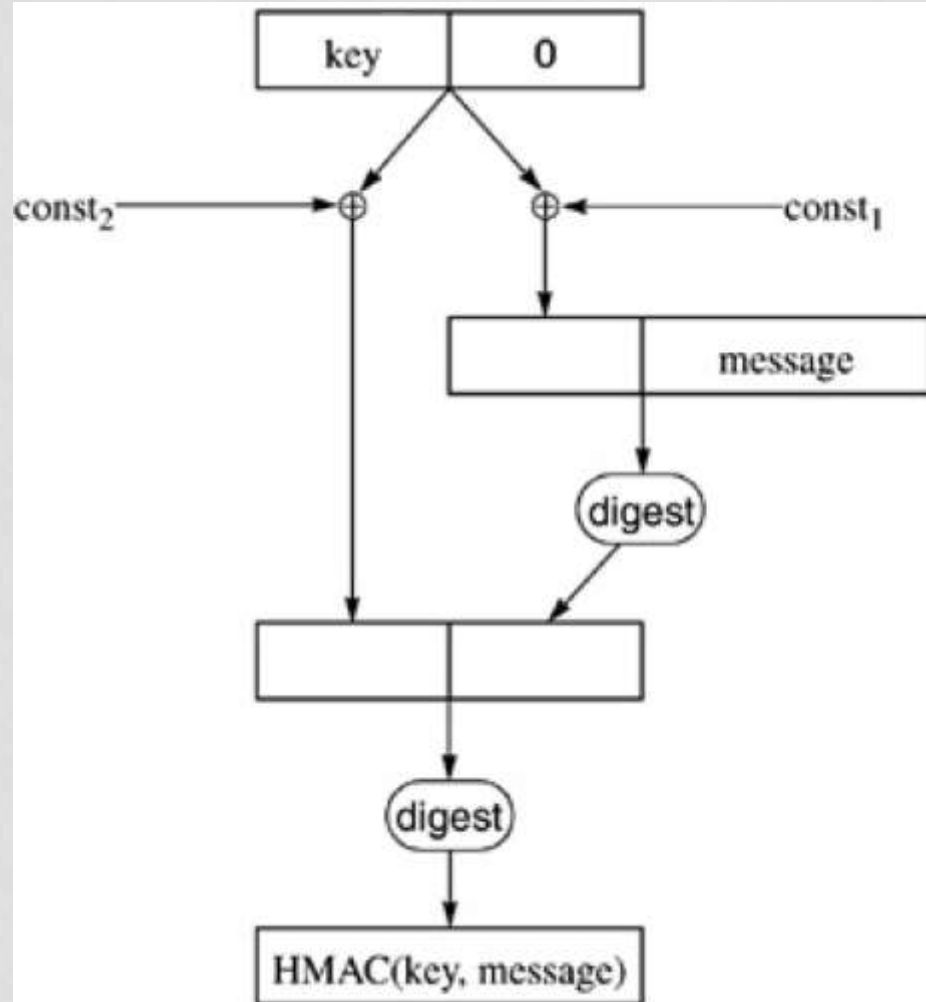 key 0
const₂ const₁
message
digest
digest
HMAC(key, message)